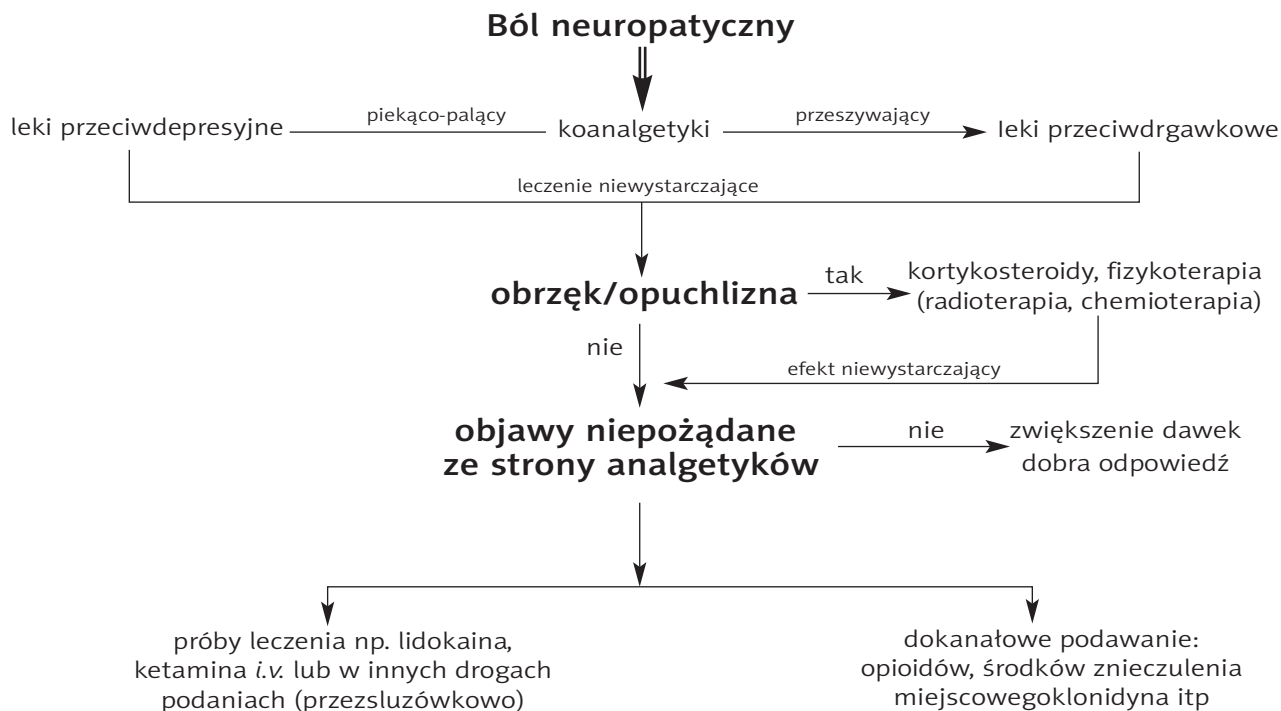 Ból neuropatyczny
leki przeciwdepresyjne
piekąco-palący
koanalgetyki
przeszywający
leki przeciwdrgawkowe
leczenie niewystarczające
obrzęk/opuchlizna
tak
kortykosteroidy, fizykoterapia
(radioterapia, chemioterapia)
nie
efekt niewystarczający
objawy niepożądane
ze strony analgetyków
nie
zwiększenie dawek
dobra odpowiedź
próby leczenia np. lidokaina,
ketamina i.v. lub w innych drogach
podaniach (przezsluzówkowo)
dokanałowe podawanie:
opioidów, środków znieczulenia
miejscowegoklonidyna itp